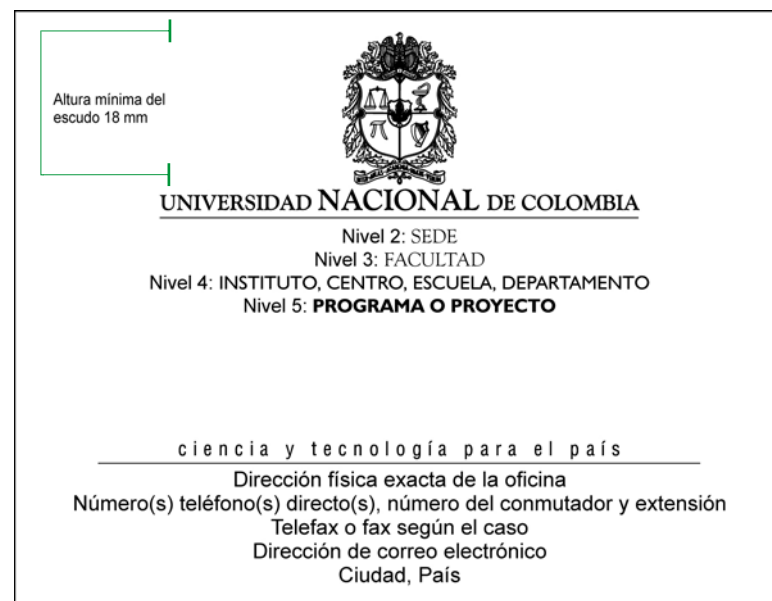 Altura mínima del
escudo 18 mm
UNIVERSIDAD NACIONAL DE COLOMBIA
Nivel 2: SEDE
Nivel 3: FACULTAD
Nivel 4: INSTITUTO, CENTRO, ESCUELA, DEPARTAMENTO
Nivel 5: PROGRAMA O PROYECTO
ciencia y tecnología para el país
Dirección física exacta de la oficina
Número(s) teléfono(s) directo(s), número del conmutador y extensión
Telefax o fax según el caso
Dirección de correo electrónico
Ciudad, País